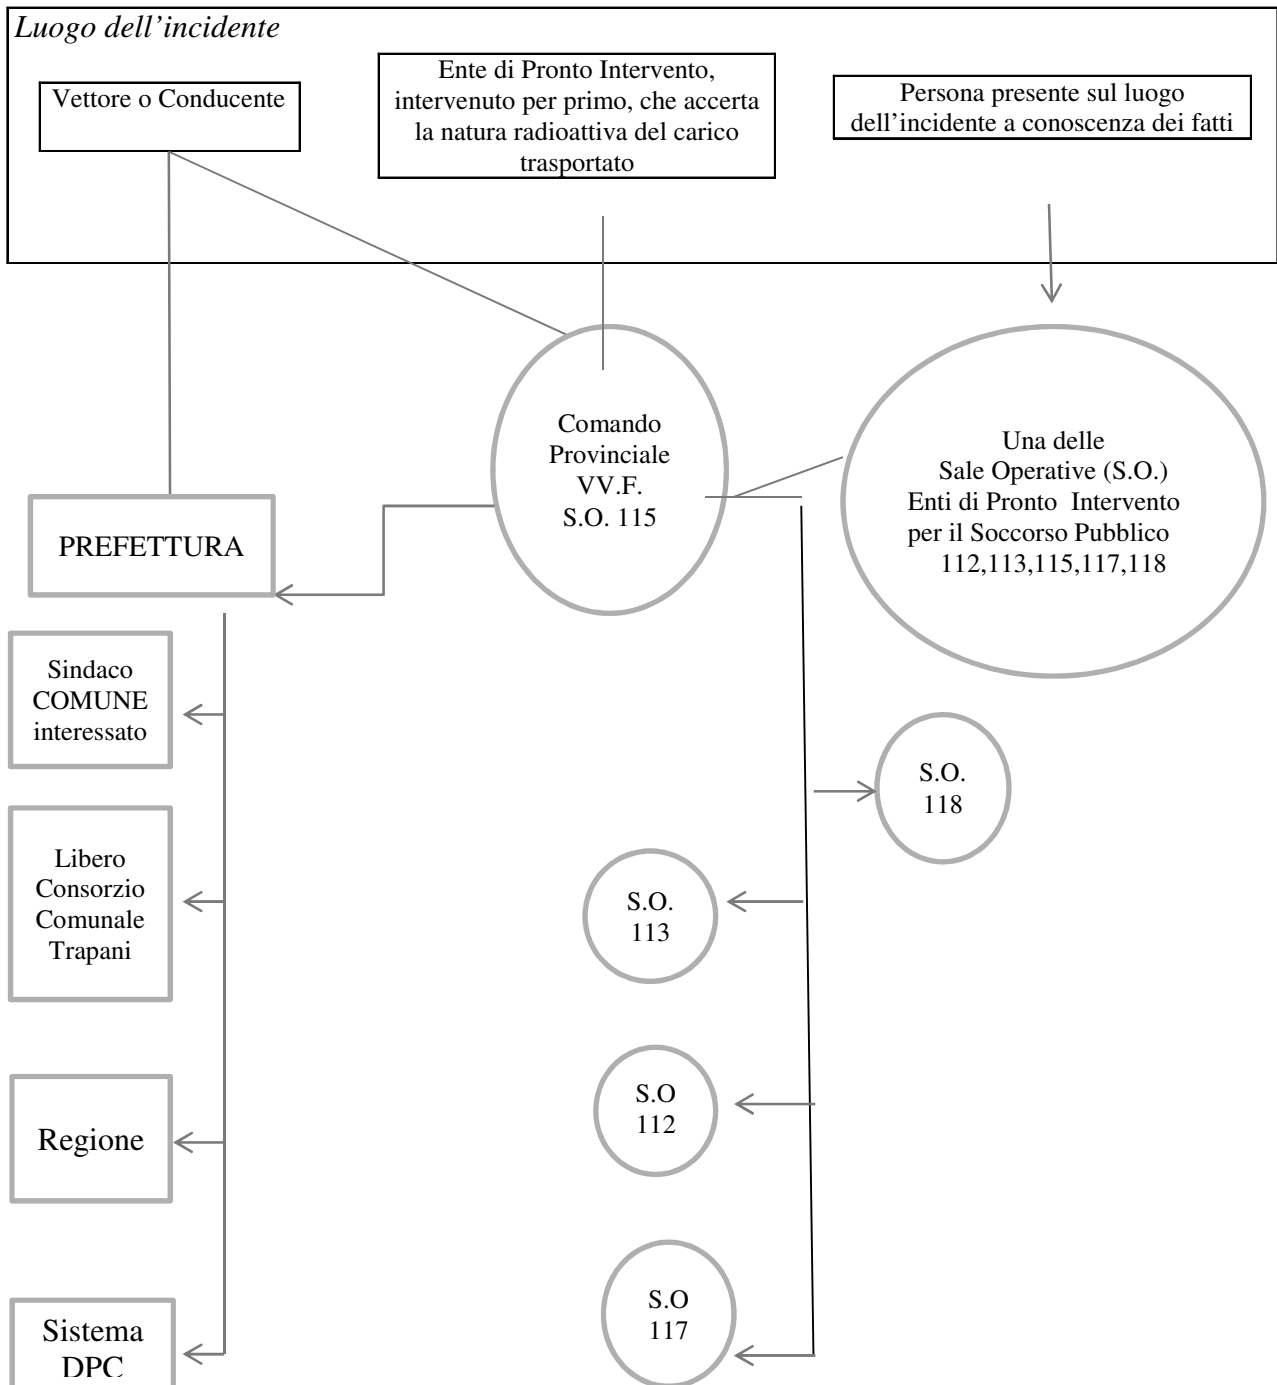 Luogo dell’incidente
Vettore o Conducente
Ente di Pronto Intervento,
intervenuto per primo, che accerta
la natura radioattiva del carico
trasportato
Persona presente sul luogo
dell’incidente a conoscenza dei fatti
Comando
Provinciale
VV.F.
S.O. 115
Una delle
Sale Operative (S.O.)
Enti di Pronto Intervento
per il Soccorso Pubblico
112,113,115,117,118
PREFETTURA
Sindaco
COMUNE
interessato
Libero
Consorzio
Comunale
Trapani
Regione
Sistema
DPC
S.O.
118
S.O.
113
S.O
112
S.O
117